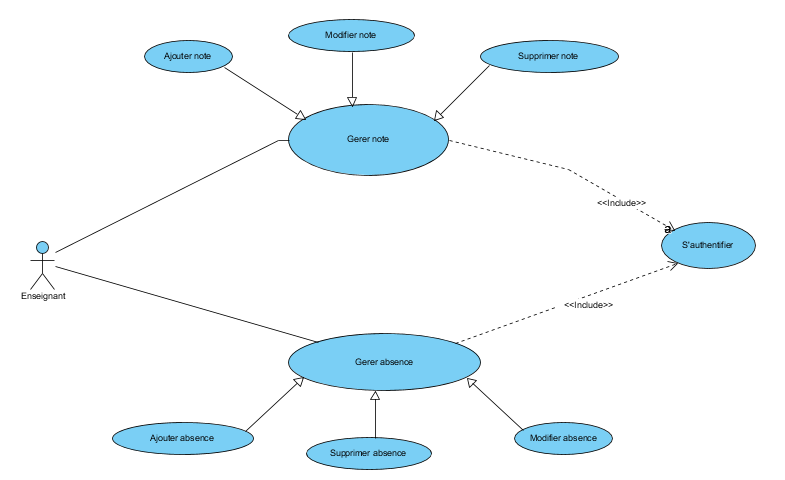 Modifier note
Ajouter note
Supprimer note
Gerer note
<<Include>>
a
S'authentifier
Enseignant
<<Include>>
Gerer absence
Ajouter absence
Supprimer absence
Modifier absence